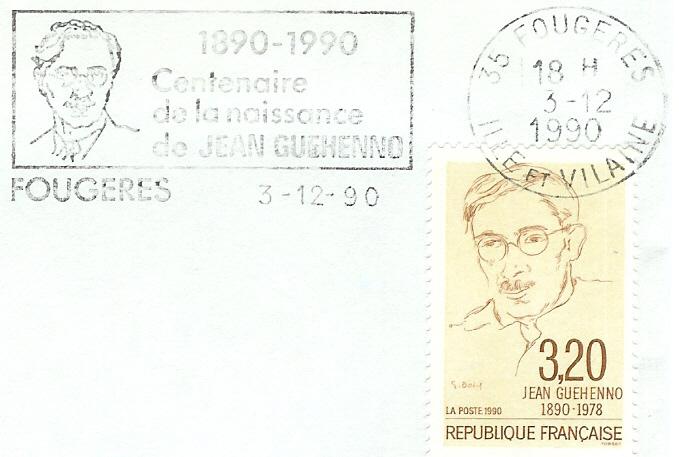 1890-1990
Centenaire
de la naissance
de JEAN GUEHENNO
FOUGERES 3-12-90
35 FOUGERES
18 H
3-12
1990
ILLE ET VILAINE
3,20
JEAN GUEHENNO
LA POSTE 1990 1890-1978
REPUBLIQUE FRANÇAISE